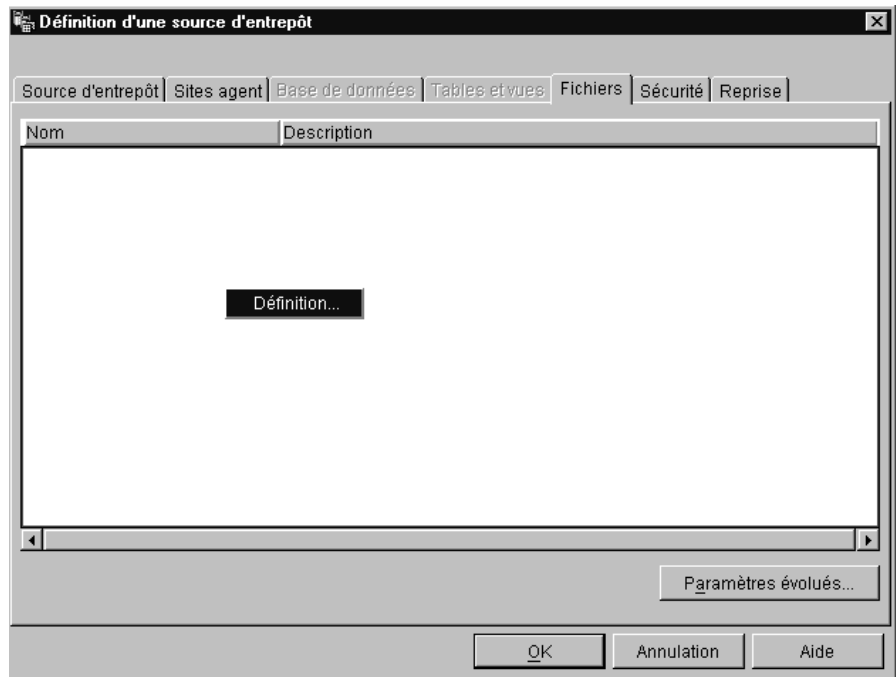 Définition d'une source d'entrepôt
Source d'entrepôt Sites agent Base de données Tables et vues Fichiers Sécurité Reprise
Nom Description
Définition...
Paramètres évolués...
OK Annulation Aide